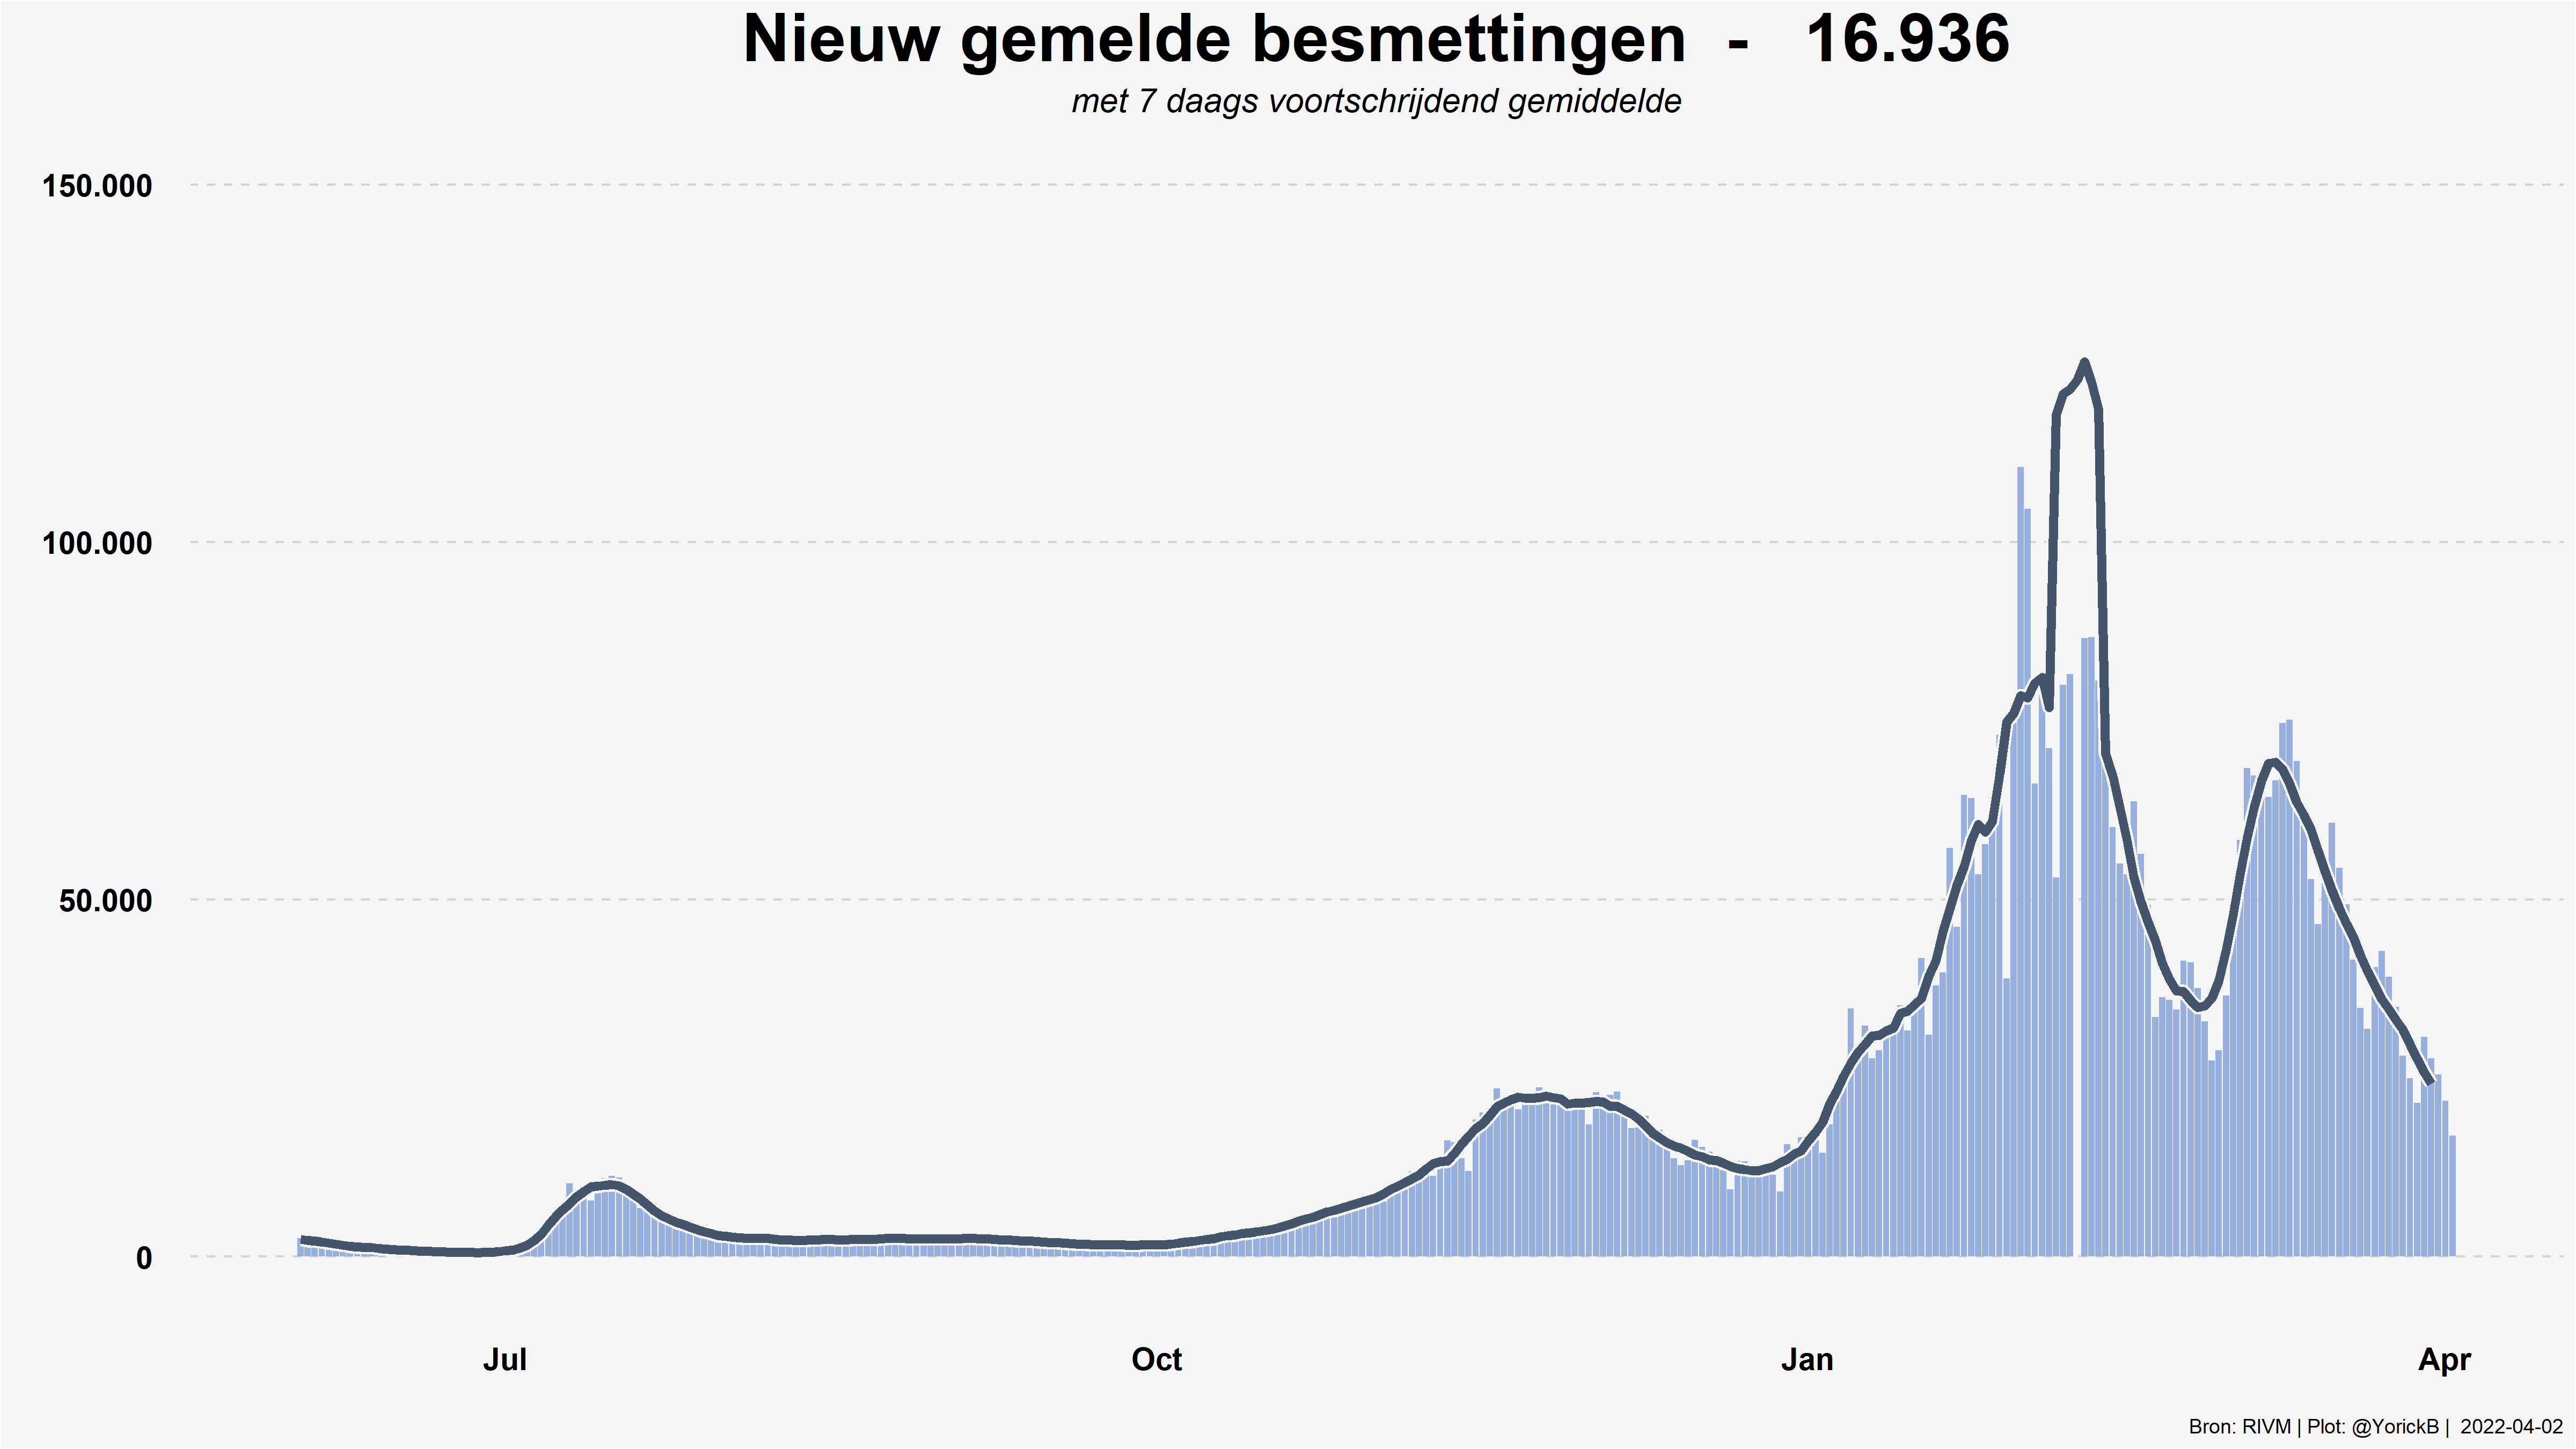 Nieuw gemelde besmettingen - 16.936
met 7 daags voortschrijdend gemiddelde
150.000
100.000
50.000
0
Jul Oct Jan Apr
Bron: RIVM | Plot: @YorickB | 2022-04-02